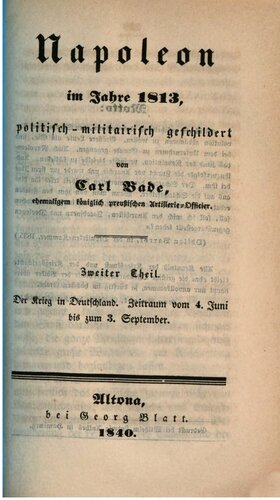 Napoleon
im Jahre 1813,
politisch-militairisch geschildert
von
Carl Bade,
ehemaligem königlich preußischen Artillerie-Officier.
Zweiter Theil.
Der Krieg in Deutschland. Zeitraum vom 4. Juni
bis zum 3. September.
Altona,
bei Georg Blatt.
1840.